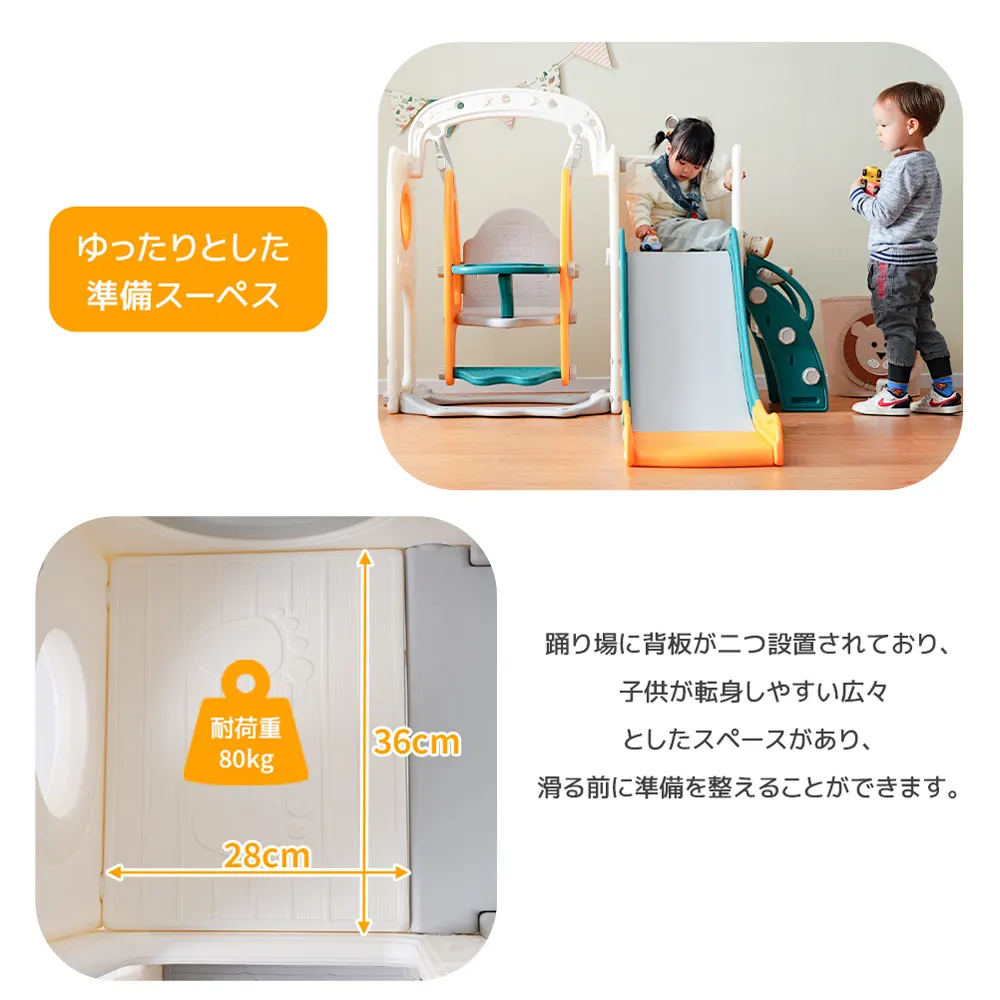 ゆったりとした
準備スーペス
耐荷重
80kg
36cm
28cm
踊り場に背板が二つ設置されており、
子供が転身しやすい広々
としたスペースがあり、
滑る前に準備を整えることができます。